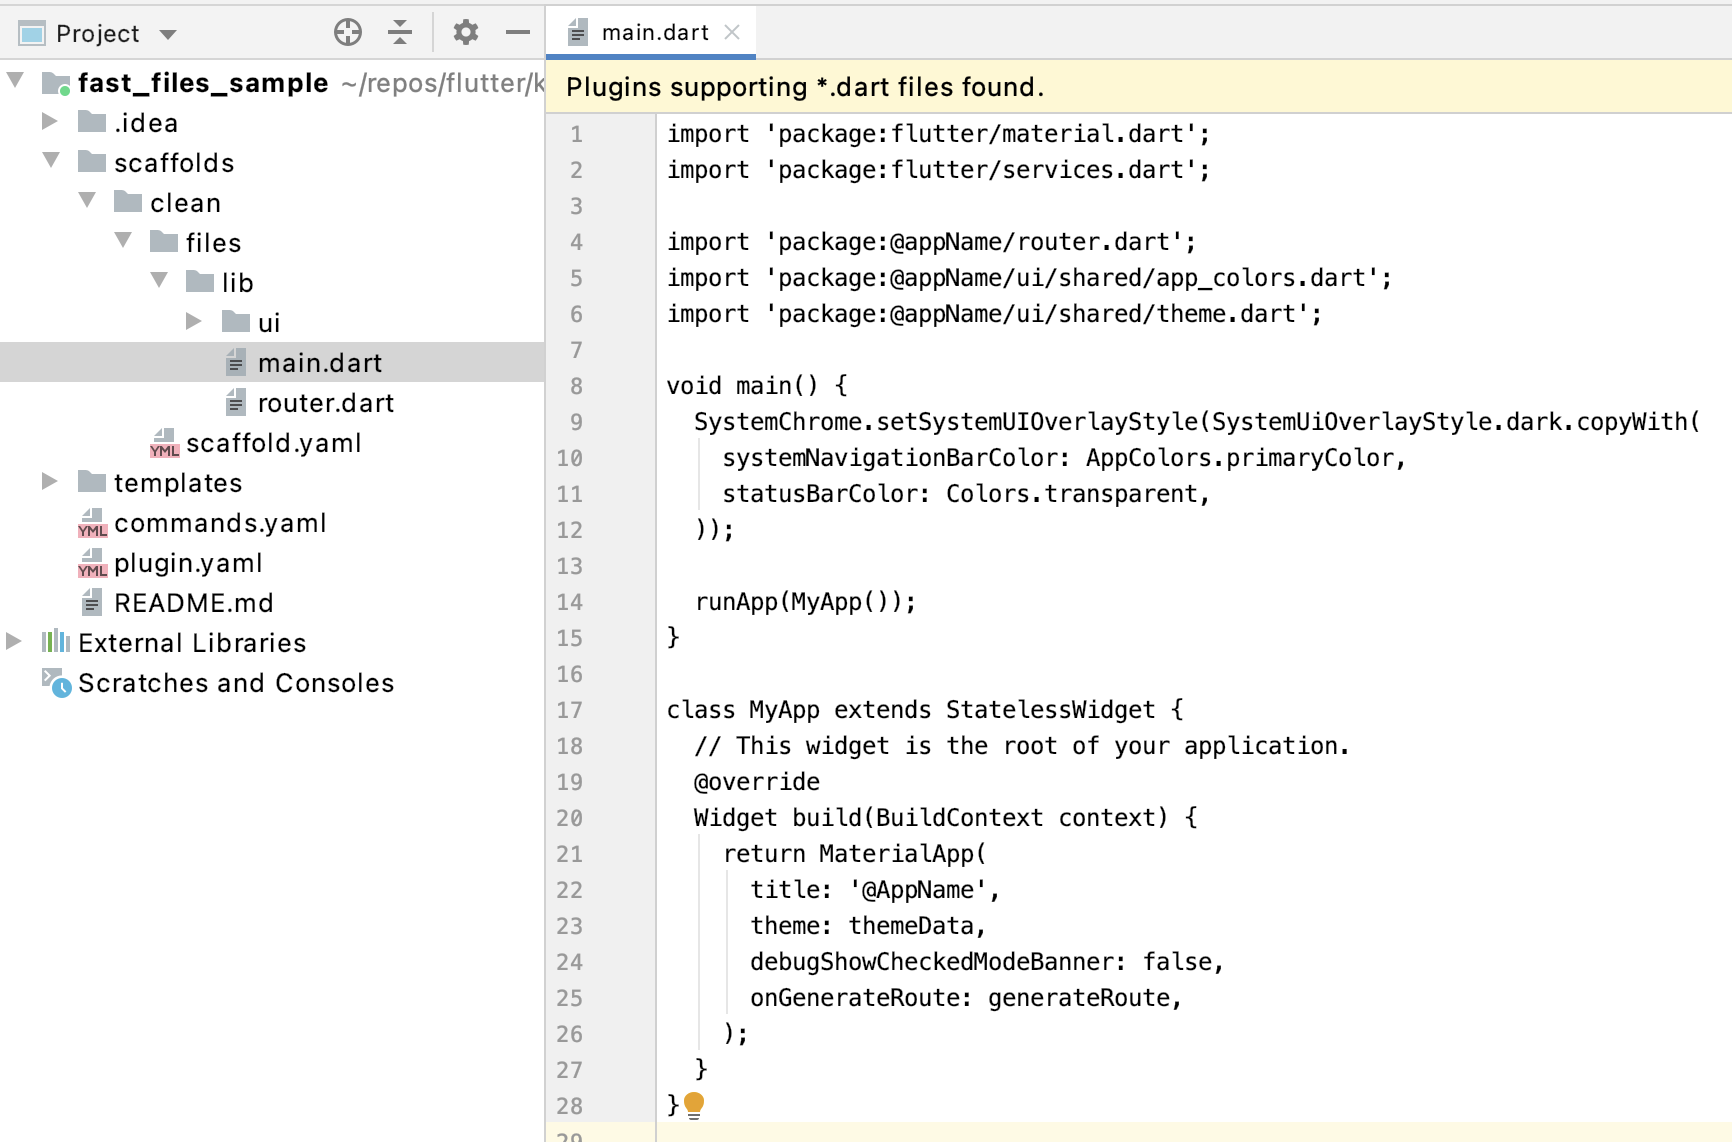 Project
fast_files_sample ~/repos/flutter/k
.idea
scaffolds
clean
files
lib
ui
main.dart
router.dart
YML scaffold.yaml
templates
YML commands.yaml
YML plugin.yaml
README.md
External Libraries
Scratches and Consoles
main.dart
Plugins supporting *.dart files found.
1 import 'package:flutter/material.dart';
2 import 'package:flutter/services.dart';
3
4 import 'package:@appName/router.dart';
5 import 'package:@appName/ui/shared/app_colors.dart';
6 import 'package:@appName/ui/shared/theme.dart';
7
8 void main() {
9 SystemChrome.setSystemUIOverlayStyle(SystemUiOverlayStyle.dark.copyWith(
10 systemNavigationBarColor: AppColors.primaryColor,
11 statusBarColor: Colors.transparent,
12 ));
13
14 runApp(MyApp());
15 }
16
17 class MyApp extends StatelessWidget {
18 // This widget is the root of your application.
19 @override
20 Widget build(BuildContext context) {
21 return MaterialApp(
22 title: '@AppName',
23 theme: themeData,
24 debugShowCheckedModeBanner: false,
25 onGenerateRoute: generateRoute,
26 );
27 }
28 }
29